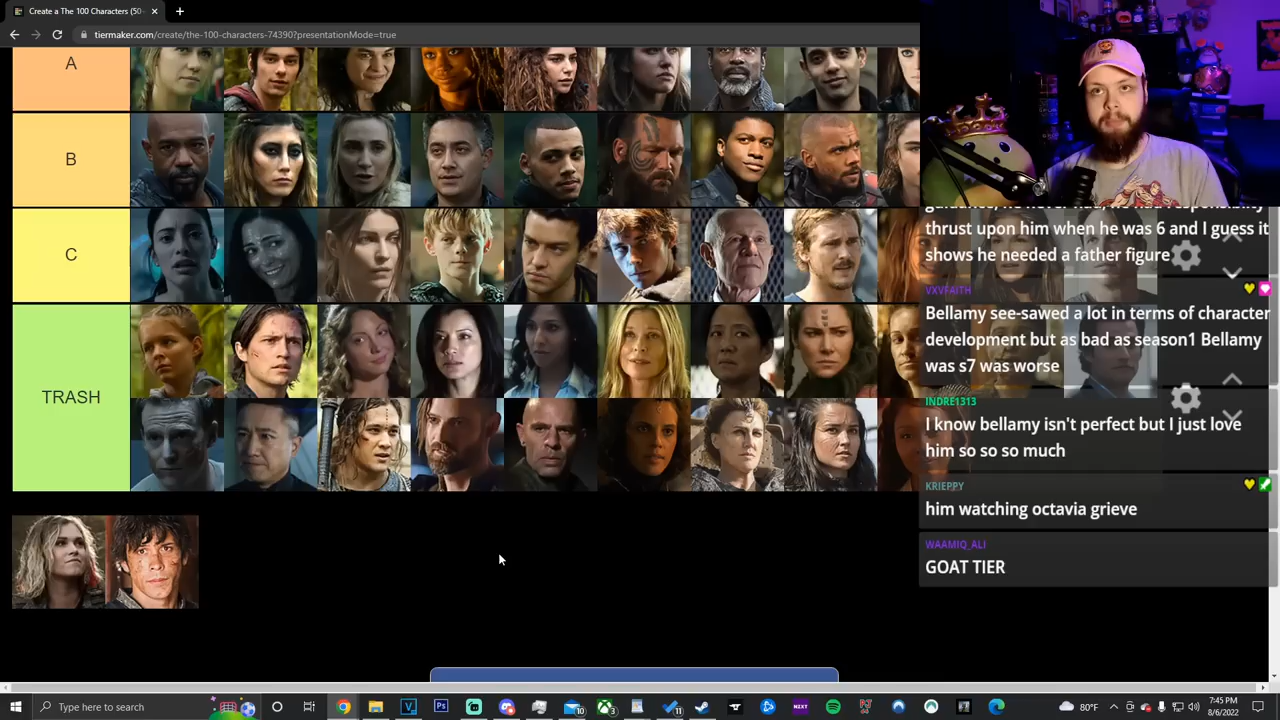 Create a The 100 Characters (50
tiermaker.com/create/the-100-characters-74390?presentationMode=true
A
B
C
TRASH
thrust upon him when he was 6 and I guess it
shows he needed a father figure
VXVFAITH
Bellamy see-sawed a lot in terms of character
development but as bad as season1 Bellamy
was s7 was worse
INDRE1313
I know bellamy isn't perfect but I just love
him so so so much
KRIEPPY
him watching octavia grieve
WAAMIQ_ALI
GOAT TIER
Type here to search
10
3
11
NZXT
80°F
7:45 PM
8/6/2022